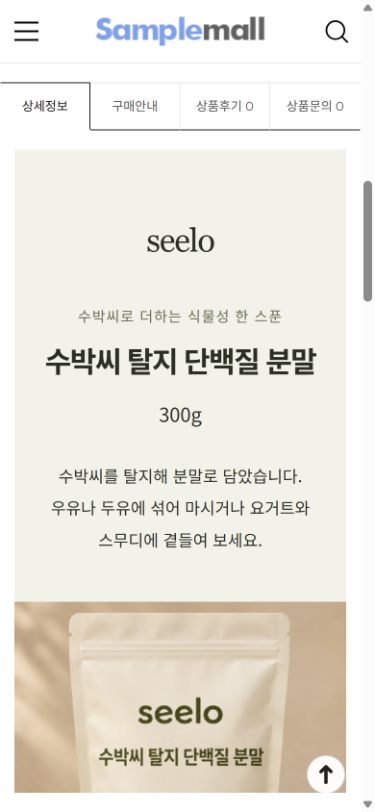 Samplemall
상세정보
구매안내
상품후기 0
상품문의 0
seelo
수박씨로 더하는 식물성 한 스푼
수박씨 탈지 단백질 분말
300g
수박씨를 탈지해 분말로 담았습니다.
우유나 두유에 섞어 마시거나 요거트와
스무디에 곁들여 보세요.
seelo
수박씨 탈지 단백질 분말